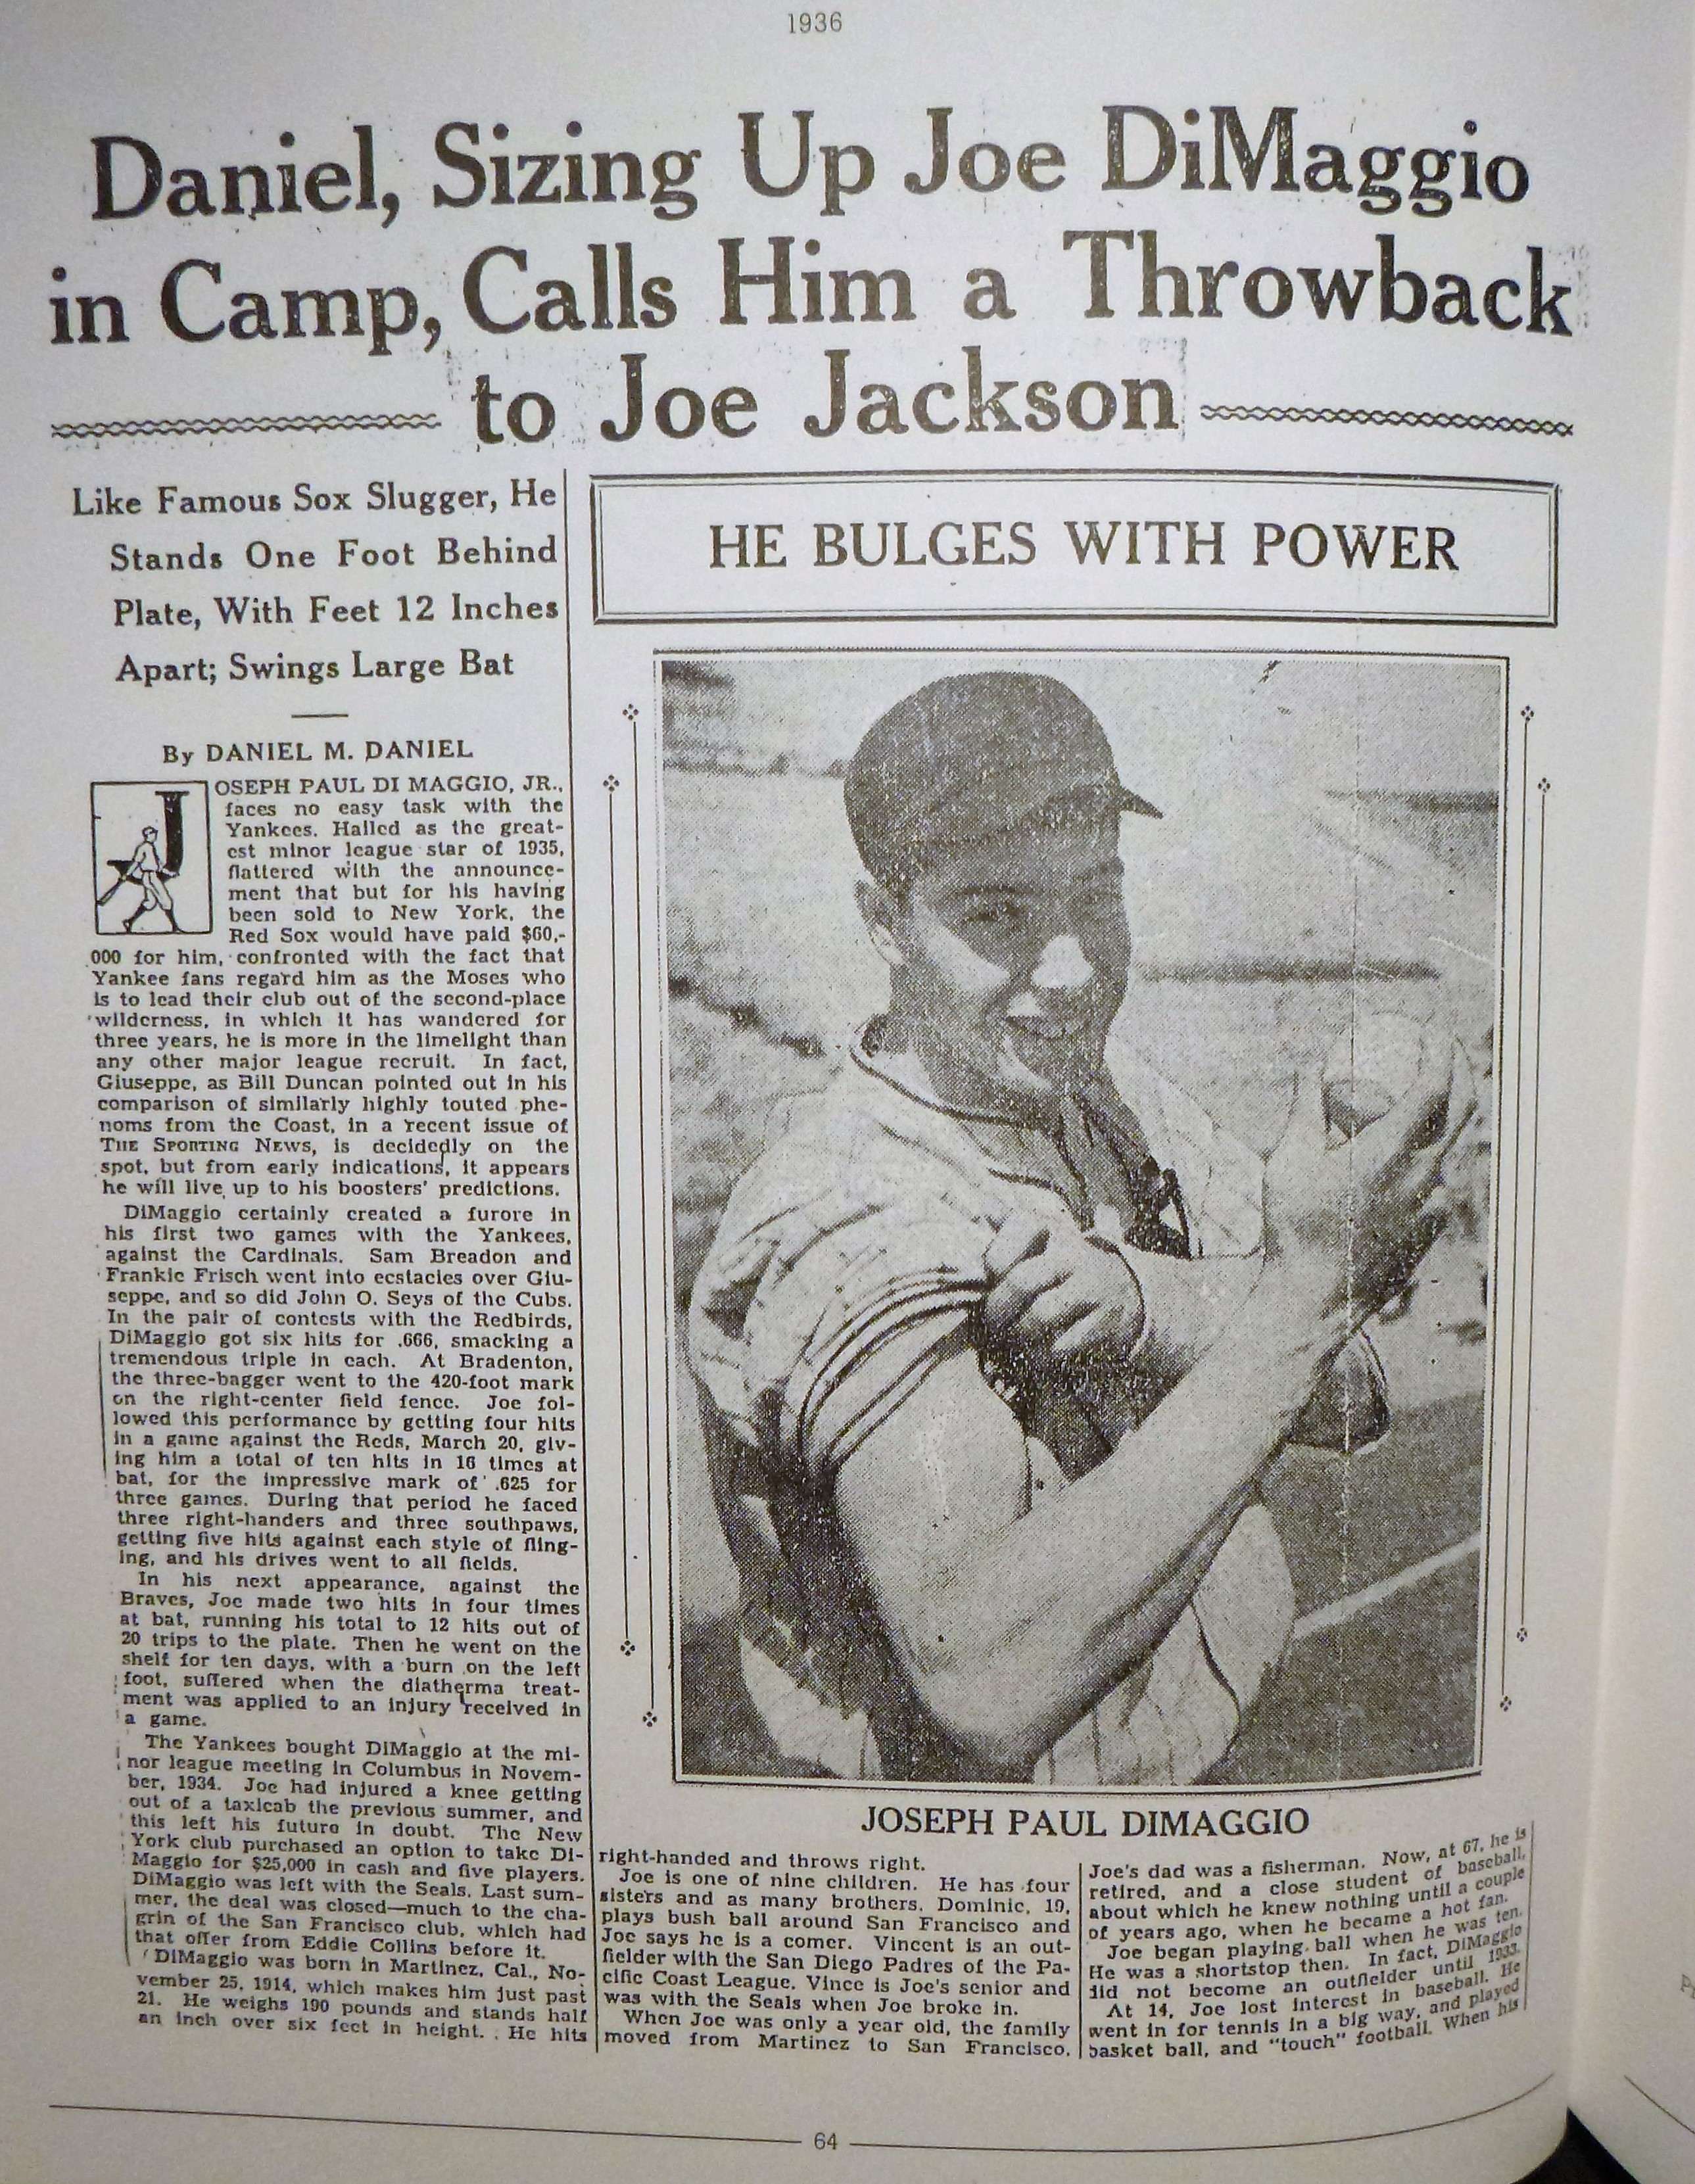 1936
Daniel, Sizing Up Joe DiMaggio
in Camp, Calls Him a Throwback
to Joe Jackson
Like Famous Sox Slugger, He
Stands One Foot Behind
Plate, With Feet 12 Inches
Apart; Swings Large Bat
By DANIEL M. DANIEL
JOSEPH PAUL DI MAGGIO, JR.,
faces no easy task with the
Yankees. Hailed as the great-
est minor league star of 1935,
flattered with the announce-
ment that but for his having
been sold to New York, the
Red Sox would have paid $60,-
000 for him, confronted with the fact that
Yankee fans regard him as the Moses who
is to lead their club out of the second-place
wilderness, in which it has wandered for
three years, he is more in the limelight than
any other major league recruit. In fact,
Giuseppe, as Bill Duncan pointed out in his
comparison of similarly highly touted phe-
noms from the Coast, in a recent issue of
THE SPORTING NEWS, is decidedly on the
spot, but from early indications, it appears
he will live up to his boosters' predictions.
DiMaggio certainly created a furore in
his first two games with the Yankees,
against the Cardinals. Sam Breadon and
Frankie Frisch went into ecstacies over Giu-
seppe, and so did John O. Seys of the Cubs.
In the pair of contests with the Redbirds,
DiMaggio got six hits for .666, smacking a
tremendous triple in each. At Bradenton,
the three-bagger went to the 420-foot mark
on the right-center field fence. Joe fol-
lowed this performance by getting four hits
in a game against the Reds, March 20, giv-
ing him a total of ten hits in 16 times at
bat, for the impressive mark of .625 for
three games. During that period he faced
three right-handers and three southpaws,
getting five hits against each style of fling-
ing, and his drives went to all fields.
In his next appearance, against the
Braves, Joe made two hits in four times
at bat, running his total to 12 hits out of
20 trips to the plate. Then he went on the
shelf for ten days, with a burn on the left
foot, suffered when the diatherma treat-
ment was applied to an injury received in
a game.
The Yankees bought DiMaggio at the mi-
nor league meeting in Columbus in Novem-
ber, 1934. Joe had injured a knee getting
out of a taxicab the previous summer, and
this left his future in doubt. The New
York club purchased an option to take Di-
Maggio for $25,000 in cash and five players.
DiMaggio was left with the Seals. Last sum-
mer, the deal was closed—much to the cha-
grin of the San Francisco club, which had
that offer from Eddie Collins before it.
DiMaggio was born in Martinez, Cal., No-
vember 25, 1914, which makes him just past
21. He weighs 190 pounds and stands half
an inch over six feet in height. He hits
HE BULGES WITH POWER
JOSEPH PAUL DIMAGGIO
right-handed and throws right.
Joe is one of nine children. He has four
sisters and as many brothers. Dominic, 19,
plays bush ball around San Francisco and
Joe says he is a comer. Vincent is an out-
fielder with the San Diego Padres of the Pa-
cific Coast League. Vince is Joe's senior and
was with the Seals when Joe broke in.
When Joe was only a year old, the family
moved from Martinez to San Francisco.
Joe's dad was a fisherman. Now, at 67, he is
retired, and a close student of baseball,
about which he knew nothing until a couple
of years ago, when he became a hot fan.
Joe began playing ball when he was ten.
He was a shortstop then. In fact, DiMaggio
did not become an outfielder until 1933.
At 14, Joe lost interest in baseball. He
went in for tennis in a big way, and played
basket ball, and "touch" football. When his
64